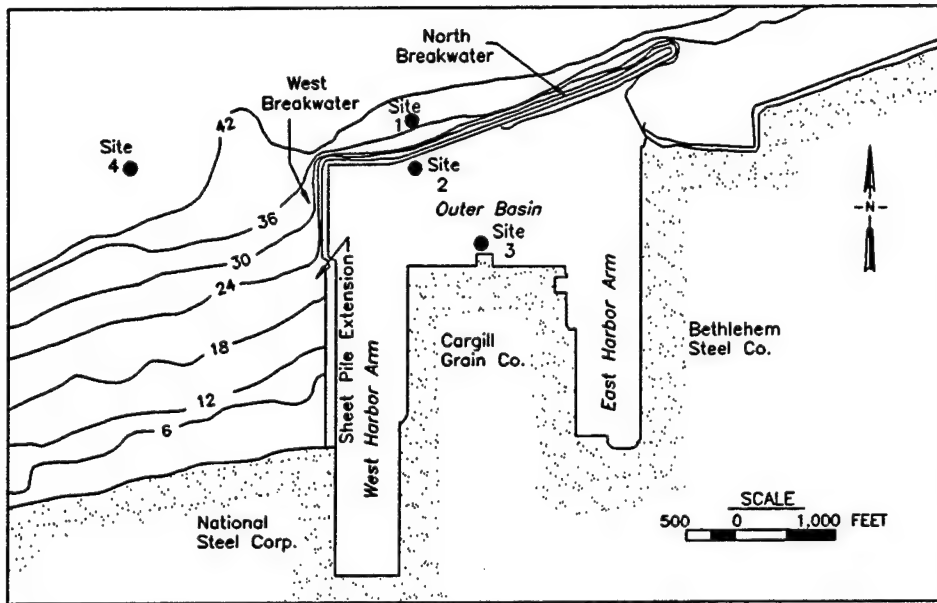 North
Breakwater
West
Breakwater
Site
1
42
Site
4
Site
2
Outer Basin
Site
3
36
30
24
18
12
6
Sheet Pile Extension
West Harbor Arm
Cargill
Grain Co.
East Harbor Arm
Bethlehem
Steel Co.
National
Steel Corp.
-N-
SCALE
500 0 1,000 FEET